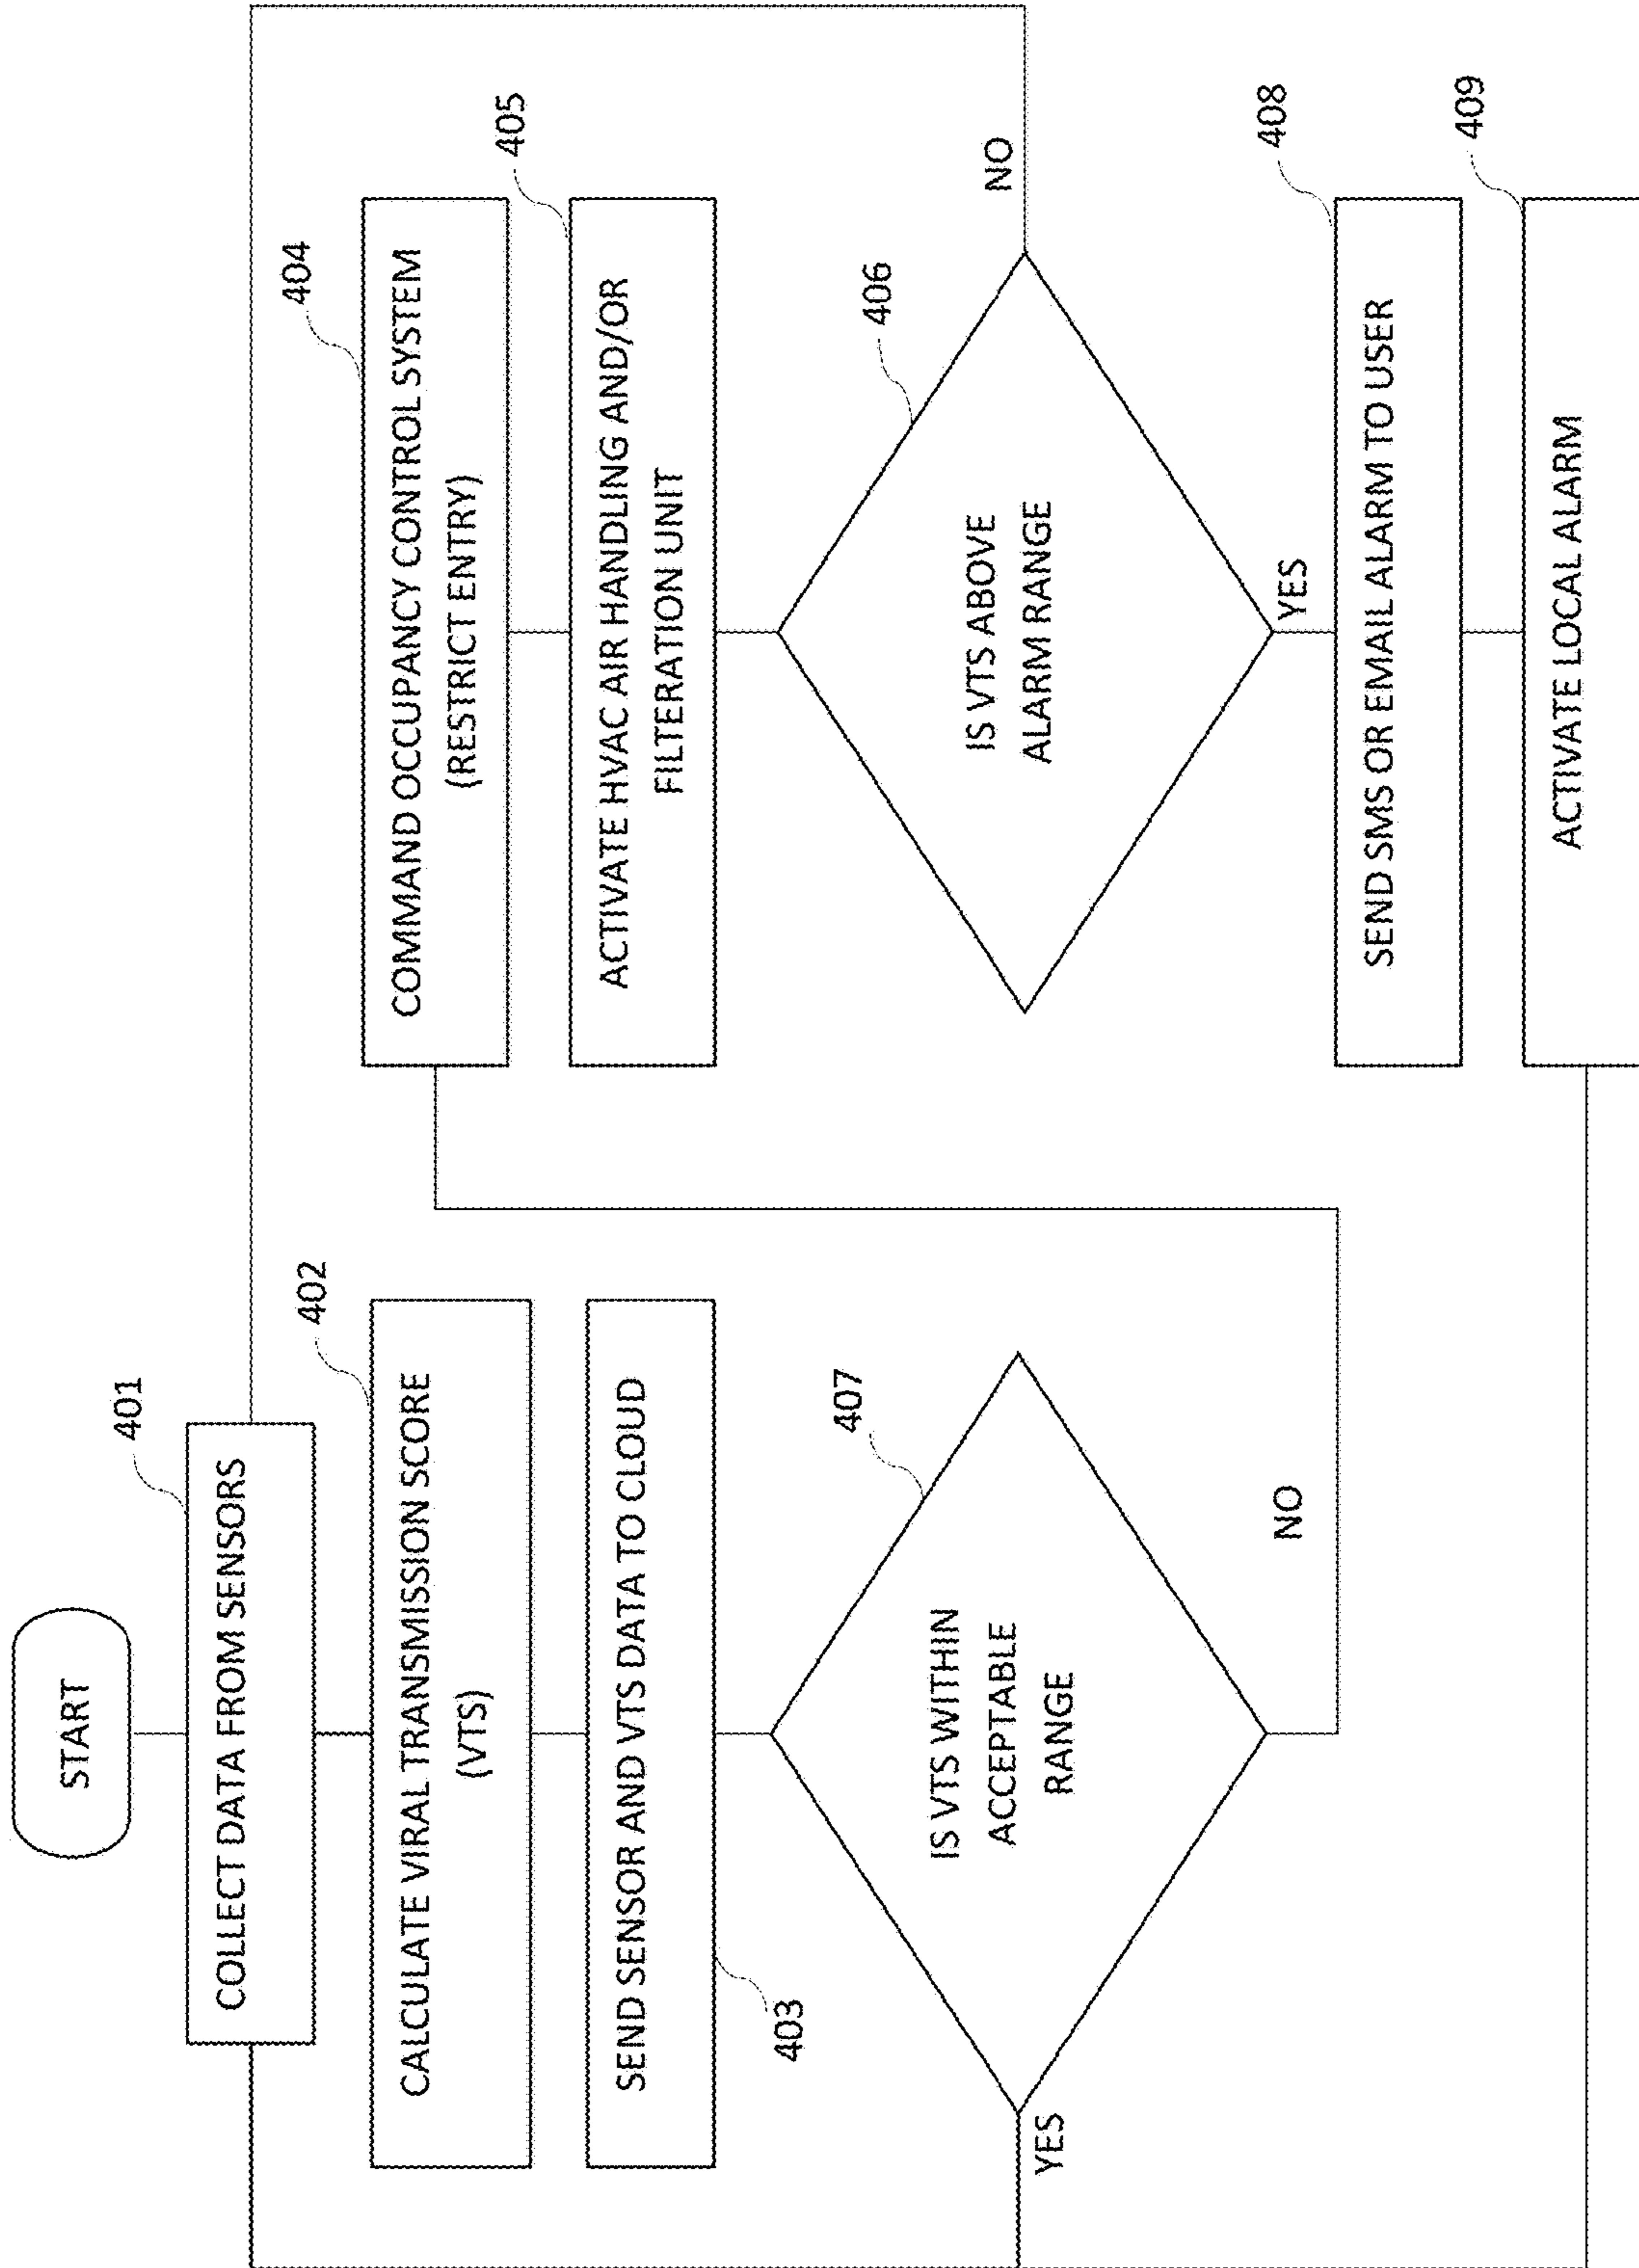 START
401
COLLECT DATA FROM SENSORS
402
CALCULATE VIRAL TRANSMISSION SCORE
(VTS)
SEND SENSOR AND VTS DATA TO CLOUD
403
407
IS VTS WITHIN
ACCEPTABLE
RANGE
YES
NO
404
COMMAND OCCUPANCY CONTROL SYSTEM
(RESTRICT ENTRY)
405
ACTIVATE HVAC AIR HANDLING AND/OR
FILTERATION UNIT
406
IS VTS ABOVE
ALARM RANGE
NO
YES
408
SEND SMS OR EMAIL ALARM TO USER
409
ACTIVATE LOCAL ALARM